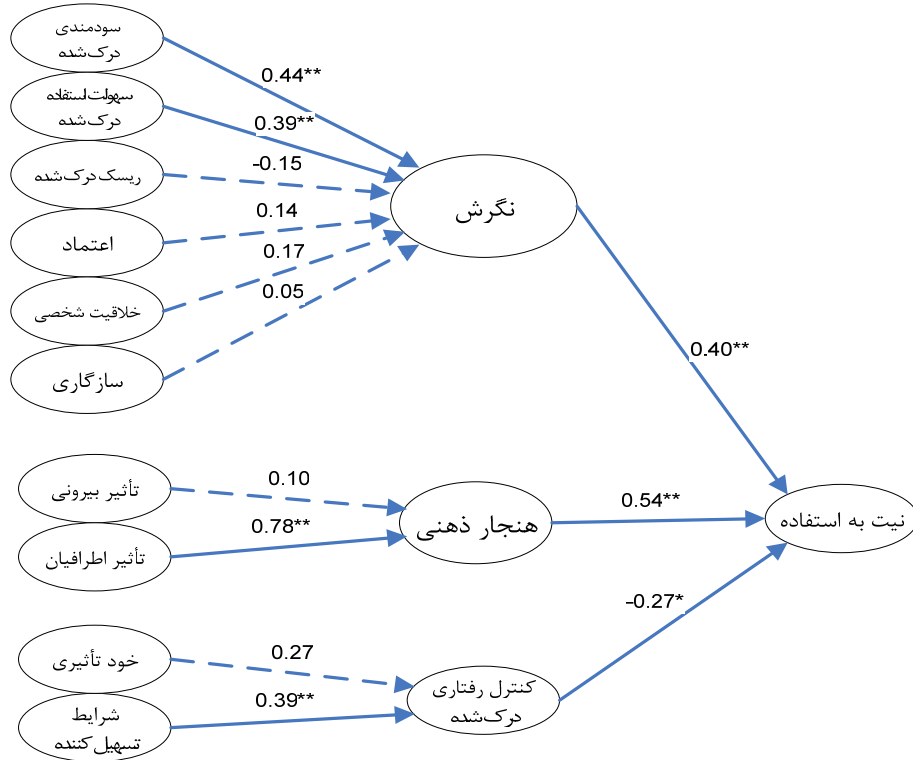 سودمندی
درک‌شده
0.44**
سهولت استفاده
درک‌شده
0.39**
ریسک درک‌شده
-0.15
نگرش
اعتماد
0.14
خلاقیت شخصی
0.17
سازگاری
0.05
0.40**
تأثیر بیرونی
0.10
هنجار ذهنی
0.54**
نیت به استفاده
تأثیر اطرافیان
0.78**
-0.27*
خود تأثیری
0.27
کنترل رفتاری
درک‌شده
شرایط
تسهیل‌کننده
0.39**